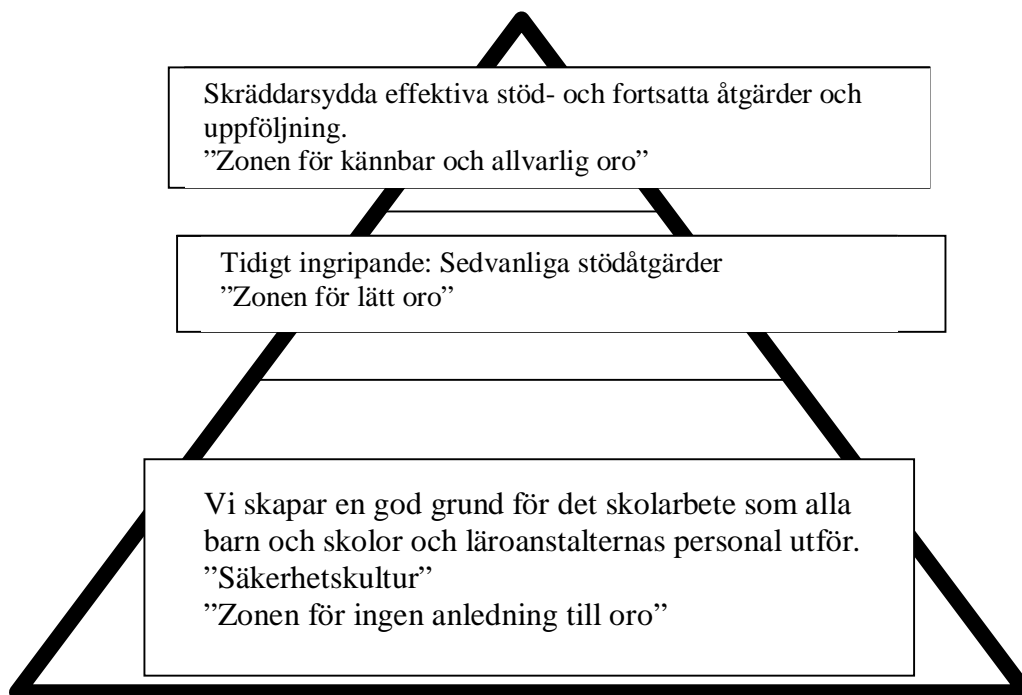 Skräddarsydda effektiva stöd- och fortsatta åtgärder och
uppföljning.
”Zonen för kännbar och allvarlig oro”
Tidigt ingripande: Sedvanliga stödåtgärder
”Zonen för lätt oro”
Vi skapar en god grund för det skolarbete som alla
barn och skolor och läroanstalternas personal utför.
”Säkerhetskultur”
”Zonen för ingen anledning till oro”